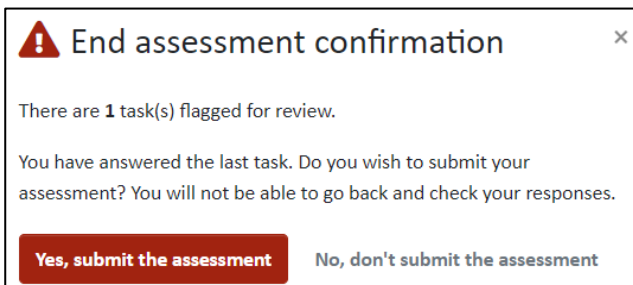 End assessment confirmation
There are 1 task(s) flagged for review.
You have answered the last task. Do you wish to submit your
assessment? You will not be able to go back and check your responses.
Yes, submit the assessment
No, don't submit the assessment